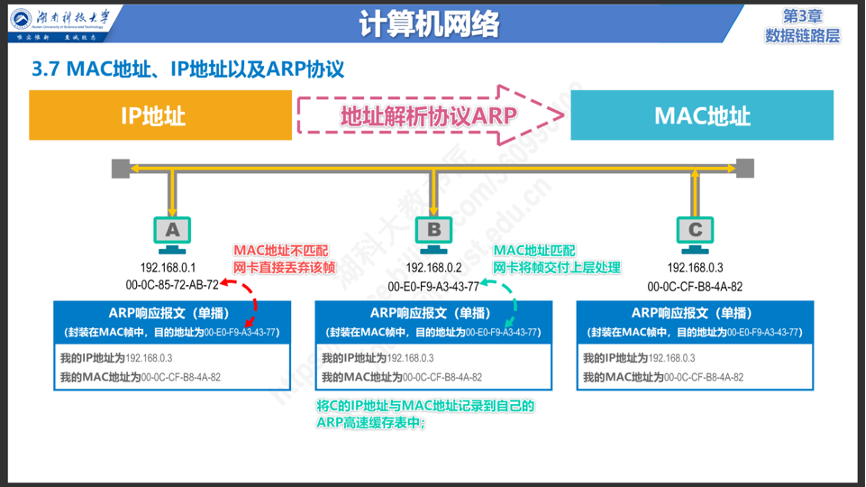 湖南科技大学
Hunan University of Science and Technology
唯实惟新 至诚致志
计算机网络
第3章
数据链路层
3.7 MAC地址、IP地址以及ARP协议
IP地址
地址解析协议ARP
MAC地址
A
B
C
MAC地址不匹配
网卡直接丢弃该帧
MAC地址匹配
网卡将帧交付上层处理
192.168.0.1
00-0C-85-72-AB-72
192.168.0.2
00-E0-F9-A3-43-77
192.168.0.3
00-0C-CF-B8-4A-82
ARP响应报文（单播）
（封装在MAC帧中，目的地址为00-E0-F9-A3-43-77）
我的IP地址为192.168.0.3
我的MAC地址为00-0C-CF-B8-4A-82
ARP响应报文（单播）
（封装在MAC帧中，目的地址为00-E0-F9-A3-43-77）
我的IP地址为192.168.0.3
我的MAC地址为00-0C-CF-B8-4A-82
ARP响应报文（单播）
（封装在MAC帧中，目的地址为00-E0-F9-A3-43-77）
我的IP地址为192.168.0.3
我的MAC地址为00-0C-CF-B8-4A-82
将C的IP地址与MAC地址记录到自己的
ARP高速缓存表中；
湖科大教书匠